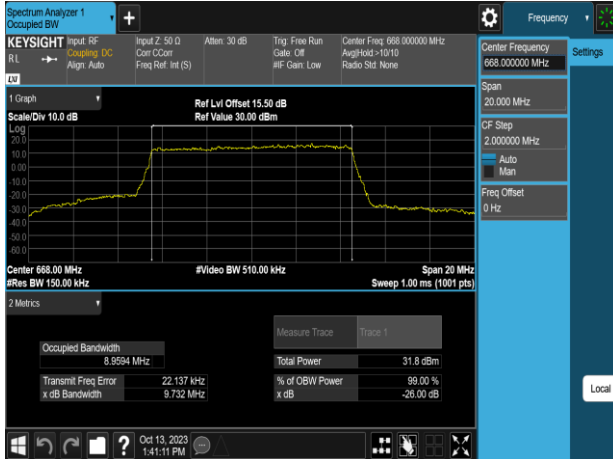 Spectrum Analyzer 1
Occupied BW
Frequency
KEYSIGHT
RL
LXI
Input: RF
Coupling: DC
Align: Auto
Input Z: 50 Ω
Corr CCorr
Freq Ref: Int (S)
Atten: 30 dB
Trig: Free Run
Gate: Off
#IF Gain: Low
Center Freq: 668.000000 MHz
Avg|Hold:>10/10
Radio Std: None
Center Frequency
668.000000 MHz
Settings
Span
20.000 MHz
CF Step
2.000000 MHz
Auto
Man
Freq Offset
0 Hz
Local
1 Graph
Scale/Div 10.0 dB
Ref Lvl Offset 15.50 dB
Ref Value 30.00 dBm
Log
20.0
10.0
0.00
-10.0
-20.0
-30.0
-40.0
-50.0
-60.0
Center 668.00 MHz
#Res BW 150.00 kHz
#Video BW 510.00 kHz
Span 20 MHz
Sweep 1.00 ms (1001 pts)
2 Metrics
Measure Trace
Trace 1
Occupied Bandwidth
8.9594 MHz
Total Power
31.8 dBm
Transmit Freq Error
22.137 kHz
% of OBW Power
99.00 %
x dB Bandwidth
9.732 MHz
x dB
-26.00 dB
?
Oct 13, 2023
1:41:11 PM